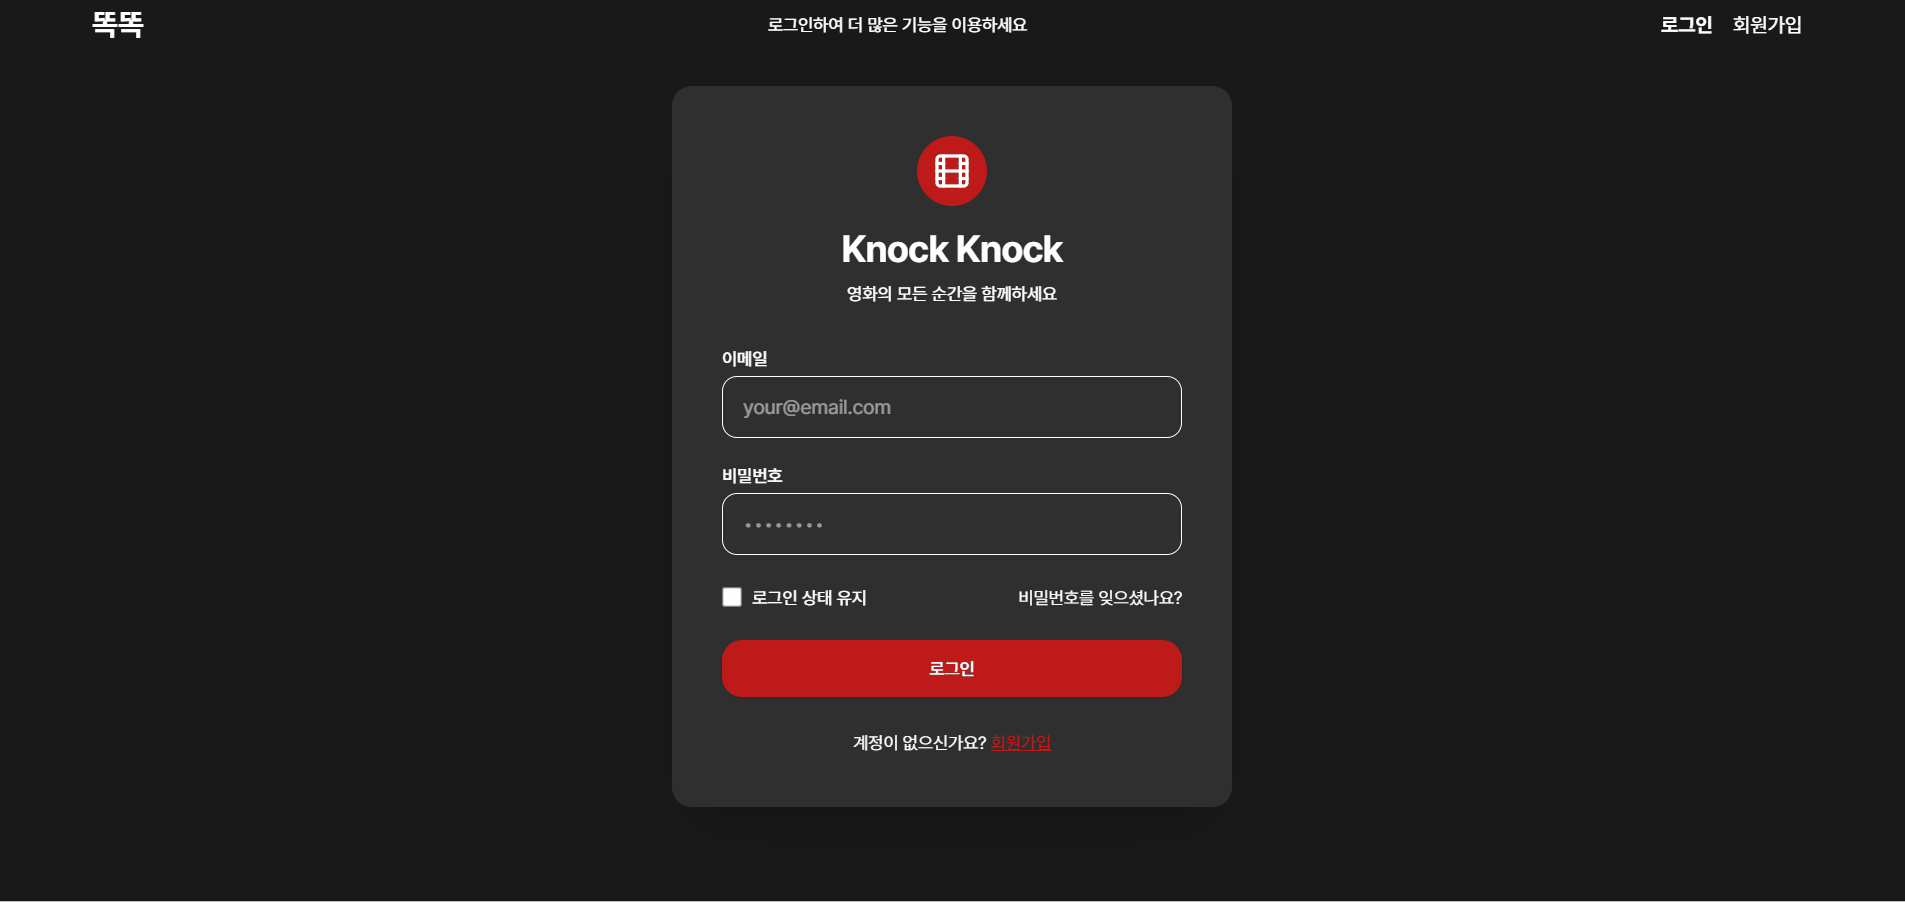 똑똑
로그인하여 더 많은 기능을 이용하세요
로그인 회원가입
Knock Knock
영화의 모든 순간을 함께하세요
이메일
your@email.com
비밀번호
••••••••
로그인 상태 유지 비밀번호를 잊으셨나요?
로그인
계정이 없으신가요? 회원가입